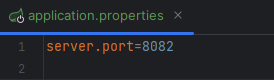 application.properties
1 server.port=8082
2